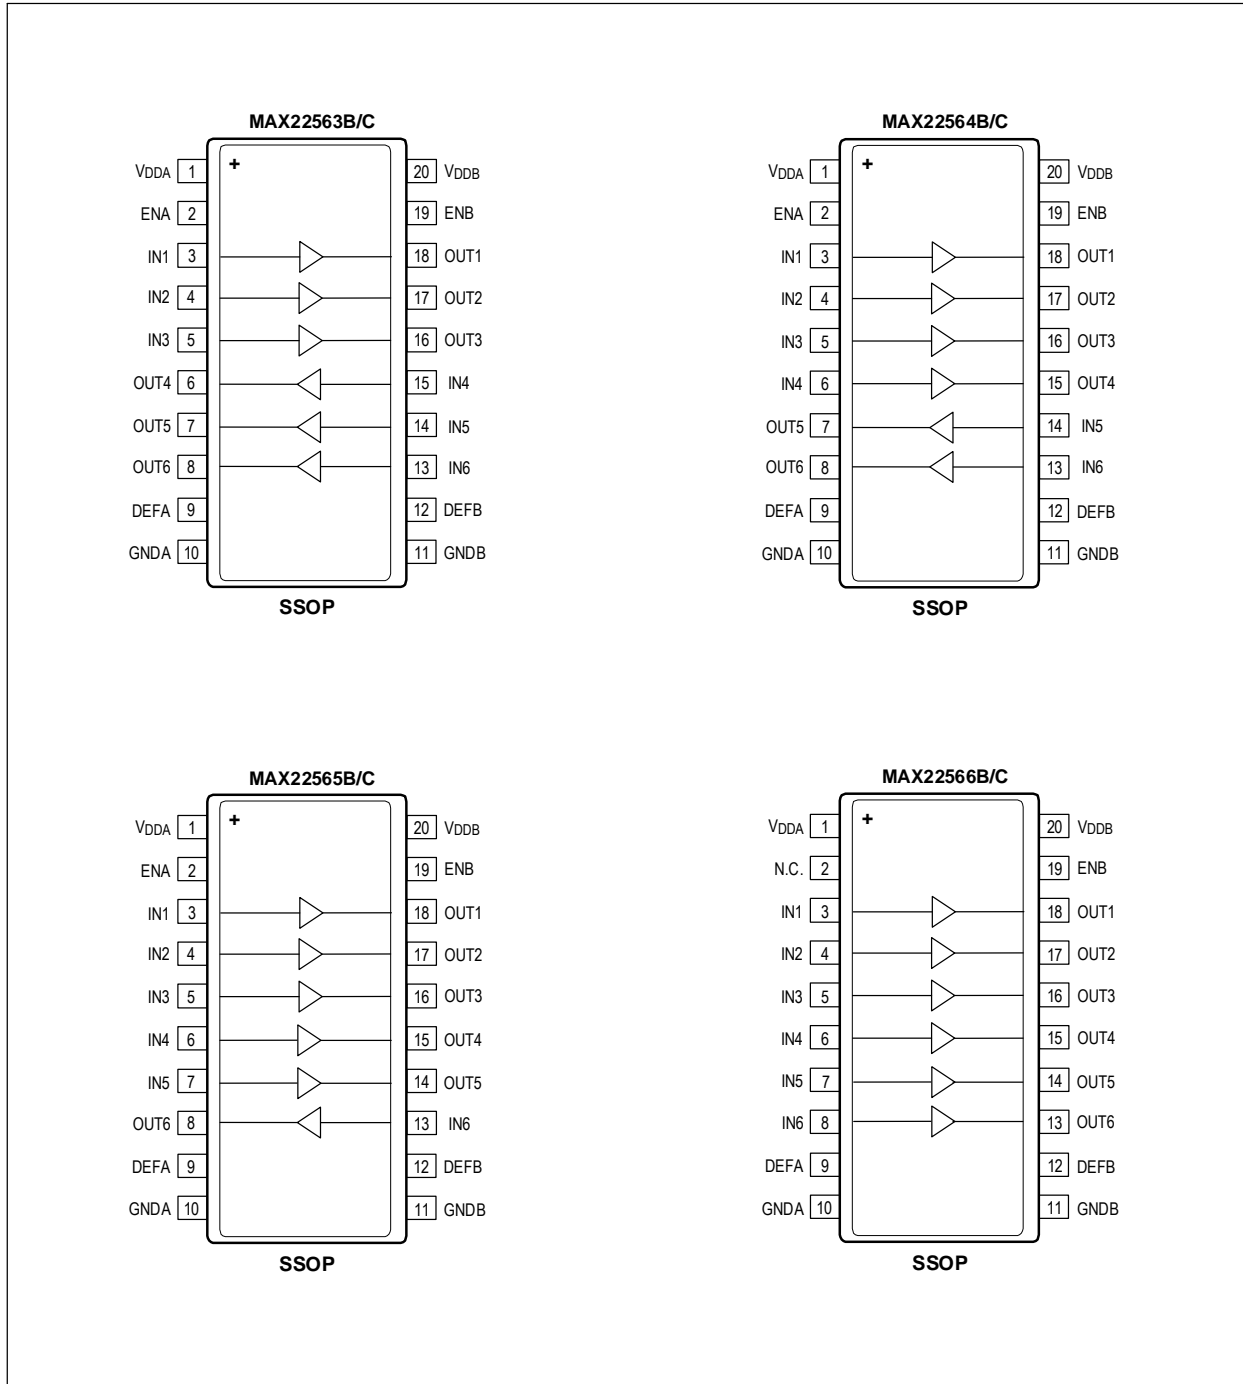 MAX22563B/C
VDDA 1 + 20 VDDB
ENA 2 19 ENB
IN1 3 18 OUT1
IN2 4 17 OUT2
IN3 5 16 OUT3
OUT4 6 15 IN4
OUT5 7 14 IN5
OUT6 8 13 IN6
DEFA 9 12 DEFB
GNDA 10 11 GNDB
SSOP
MAX22564B/C
VDDA 1 + 20 VDDB
ENA 2 19 ENB
IN1 3 18 OUT1
IN2 4 17 OUT2
IN3 5 16 OUT3
IN4 6 15 OUT4
OUT5 7 14 IN5
OUT6 8 13 IN6
DEFA 9 12 DEFB
GNDA 10 11 GNDB
SSOP
MAX22565B/C
VDDA 1 + 20 VDDB
ENA 2 19 ENB
IN1 3 18 OUT1
IN2 4 17 OUT2
IN3 5 16 OUT3
IN4 6 15 OUT4
IN5 7 14 OUT5
OUT6 8 13 IN6
DEFA 9 12 DEFB
GNDA 10 11 GNDB
SSOP
MAX22566B/C
VDDA 1 + 20 VDDB
N.C. 2 19 ENB
IN1 3 18 OUT1
IN2 4 17 OUT2
IN3 5 16 OUT3
IN4 6 15 OUT4
IN5 7 14 OUT5
IN6 8 13 OUT6
DEFA 9 12 DEFB
GNDA 10 11 GNDB
SSOP